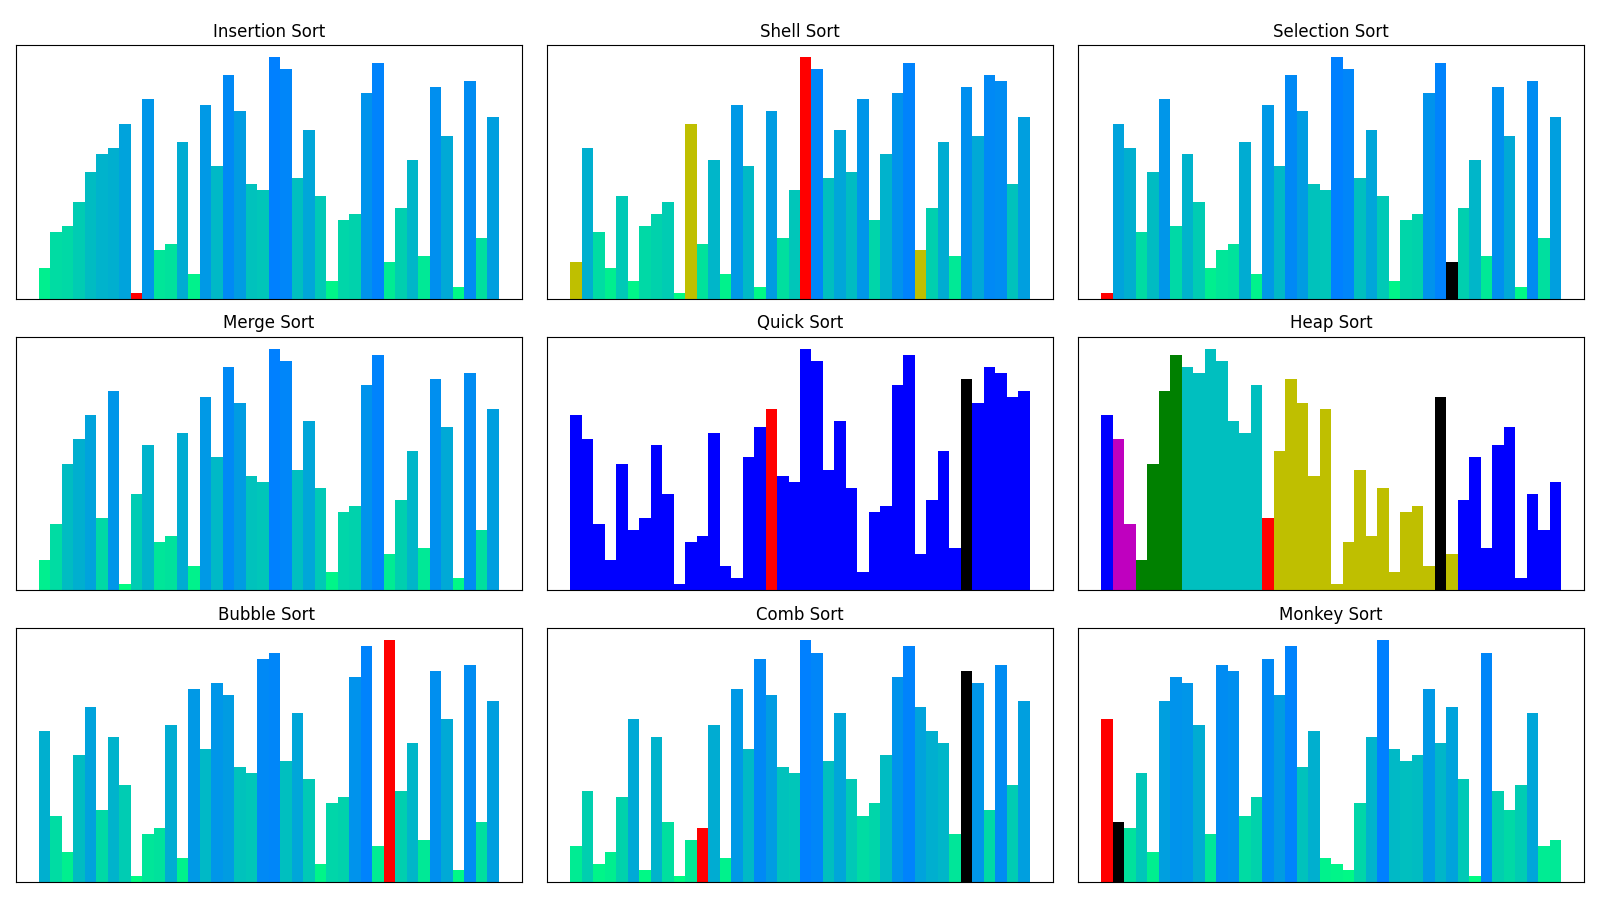 Insertion Sort
Shell Sort
Selection Sort
Merge Sort
Quick Sort
Heap Sort
Bubble Sort
Comb Sort
Monkey Sort